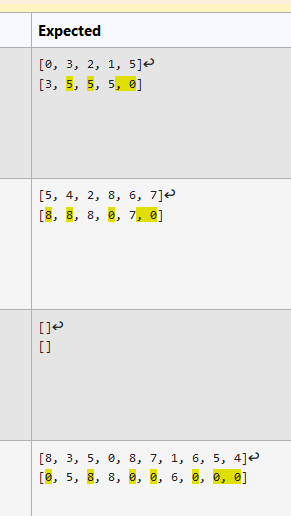 Expected
[0, 3, 2, 1, 5]↩
[3, 5, 5, 5, 0]
[5, 4, 2, 8, 6, 7]↩
[8, 8, 8, 0, 7, 0]
[]↩
[]
[8, 3, 5, 0, 8, 7, 1, 6, 5, 4]↩
[0, 5, 8, 8, 0, 0, 6, 0, 0, 0]